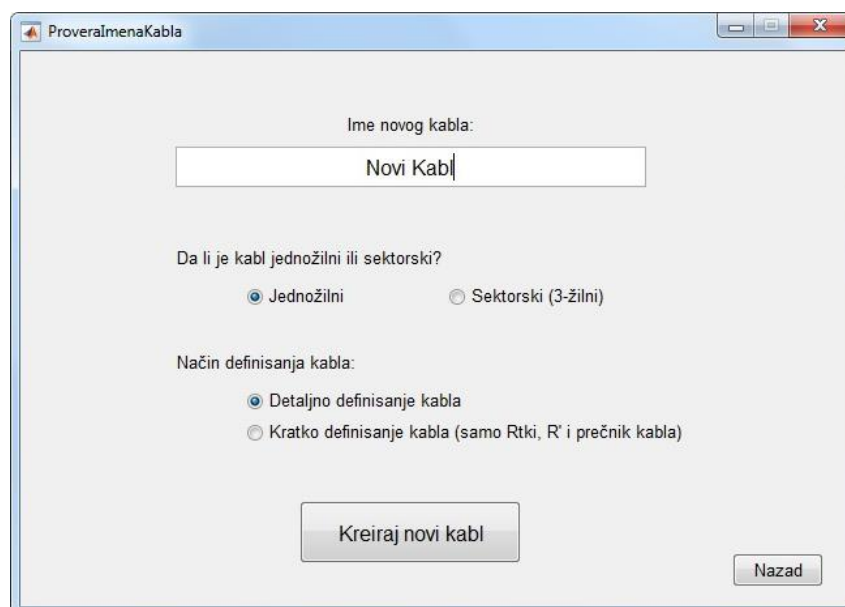 ProveraImenaKabla
Ime novog kabla:
Novi Kabl
Da li je kabl jednožilni ili sektorski?
Jednožilni
Sektorski (3-žilni)
Način definisanja kabla:
Detaljno definisanje kabla
Kratko definisanje kabla (samo Rtki, R' i prečnik kabla)
Kreiraj novi kabl
Nazad